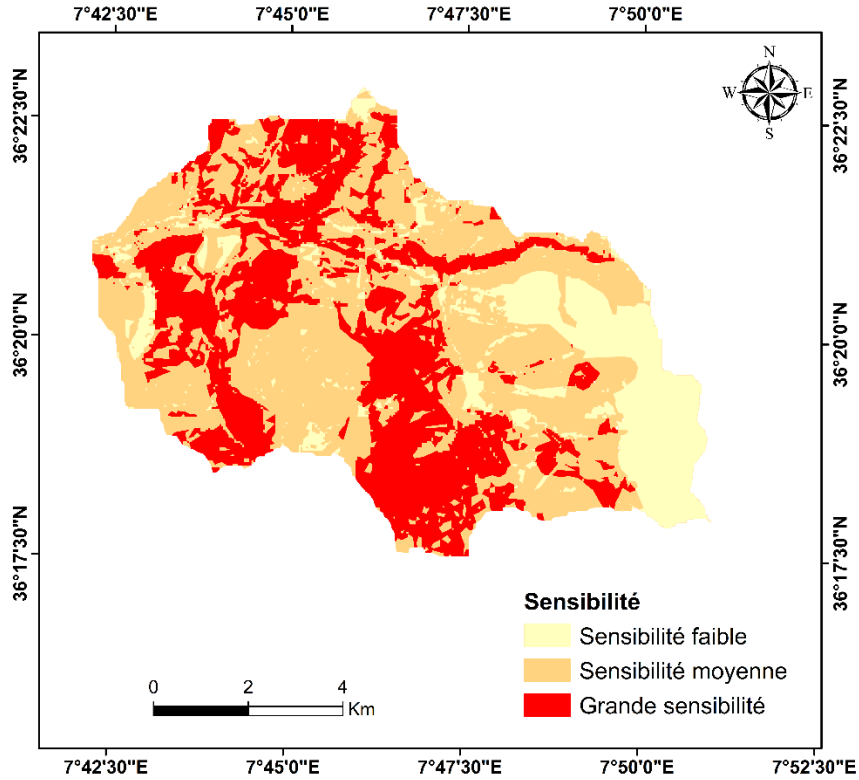 7°42'30"E 7°45'0"E 7°47'30"E 7°50'0"E
N
W E
S
36°22'30"N 36°22'30"N
36°20'0"N 36°20'0"N
36°17'30"N 36°17'30"N
Sensibilité
Sensibilité faible
Sensibilité moyenne
Grande sensibilité
0 2 4
Km
7°42'30"E 7°45'0"E 7°47'30"E 7°50'0"E 7°52'30"E